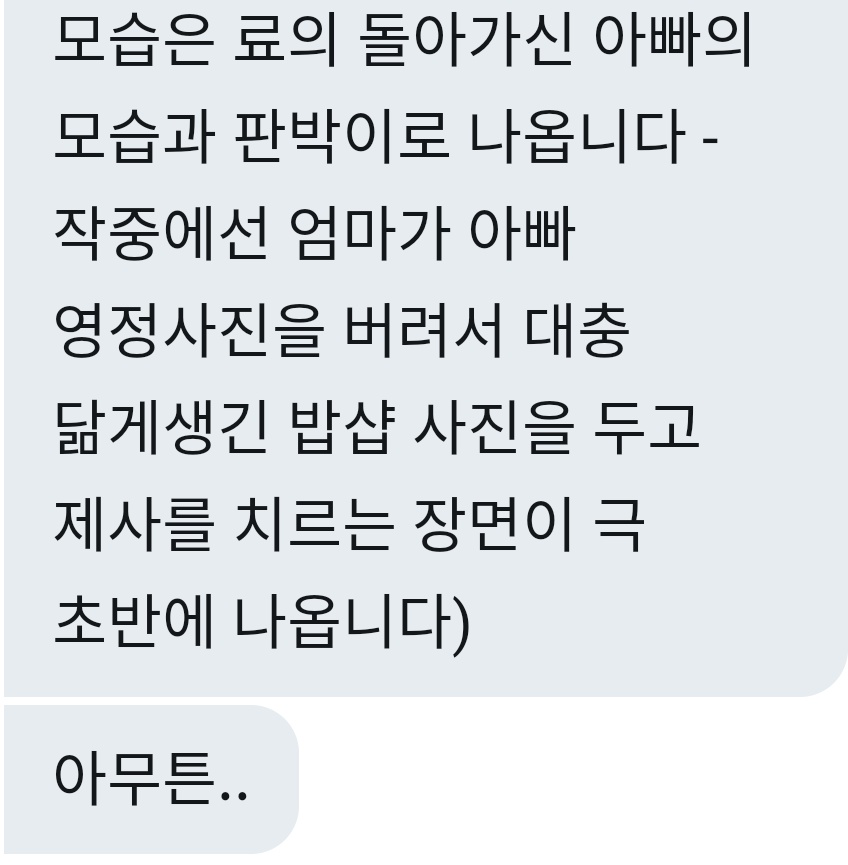 모습은 료의 돌아가신 아빠의
모습과 판박이로 나옵니다 -
작중에선 엄마가 아빠
영정사진을 버려서 대충
닮게생긴 밥샵 사진을 두고
제사를 치르는 장면이 극
초반에 나옵니다)
아무튼..